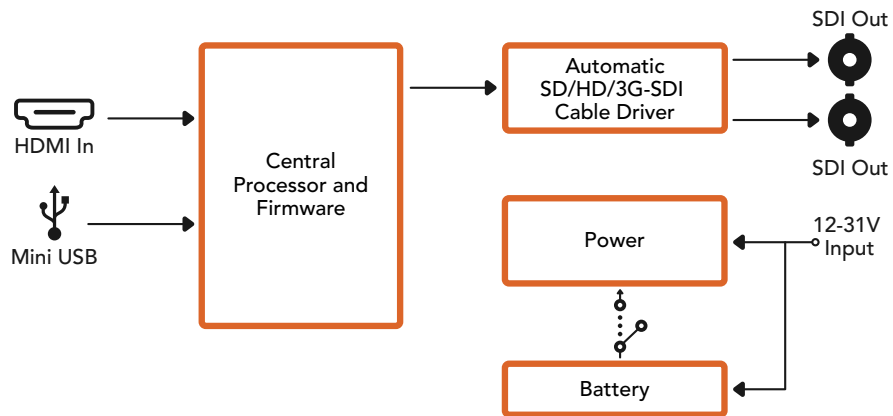 HDMI In
Mini USB
Central
Processor and
Firmware
Automatic
SD/HD/3G-SDI
Cable Driver
SDI Out
SDI Out
Power
12-31V
Input
Battery